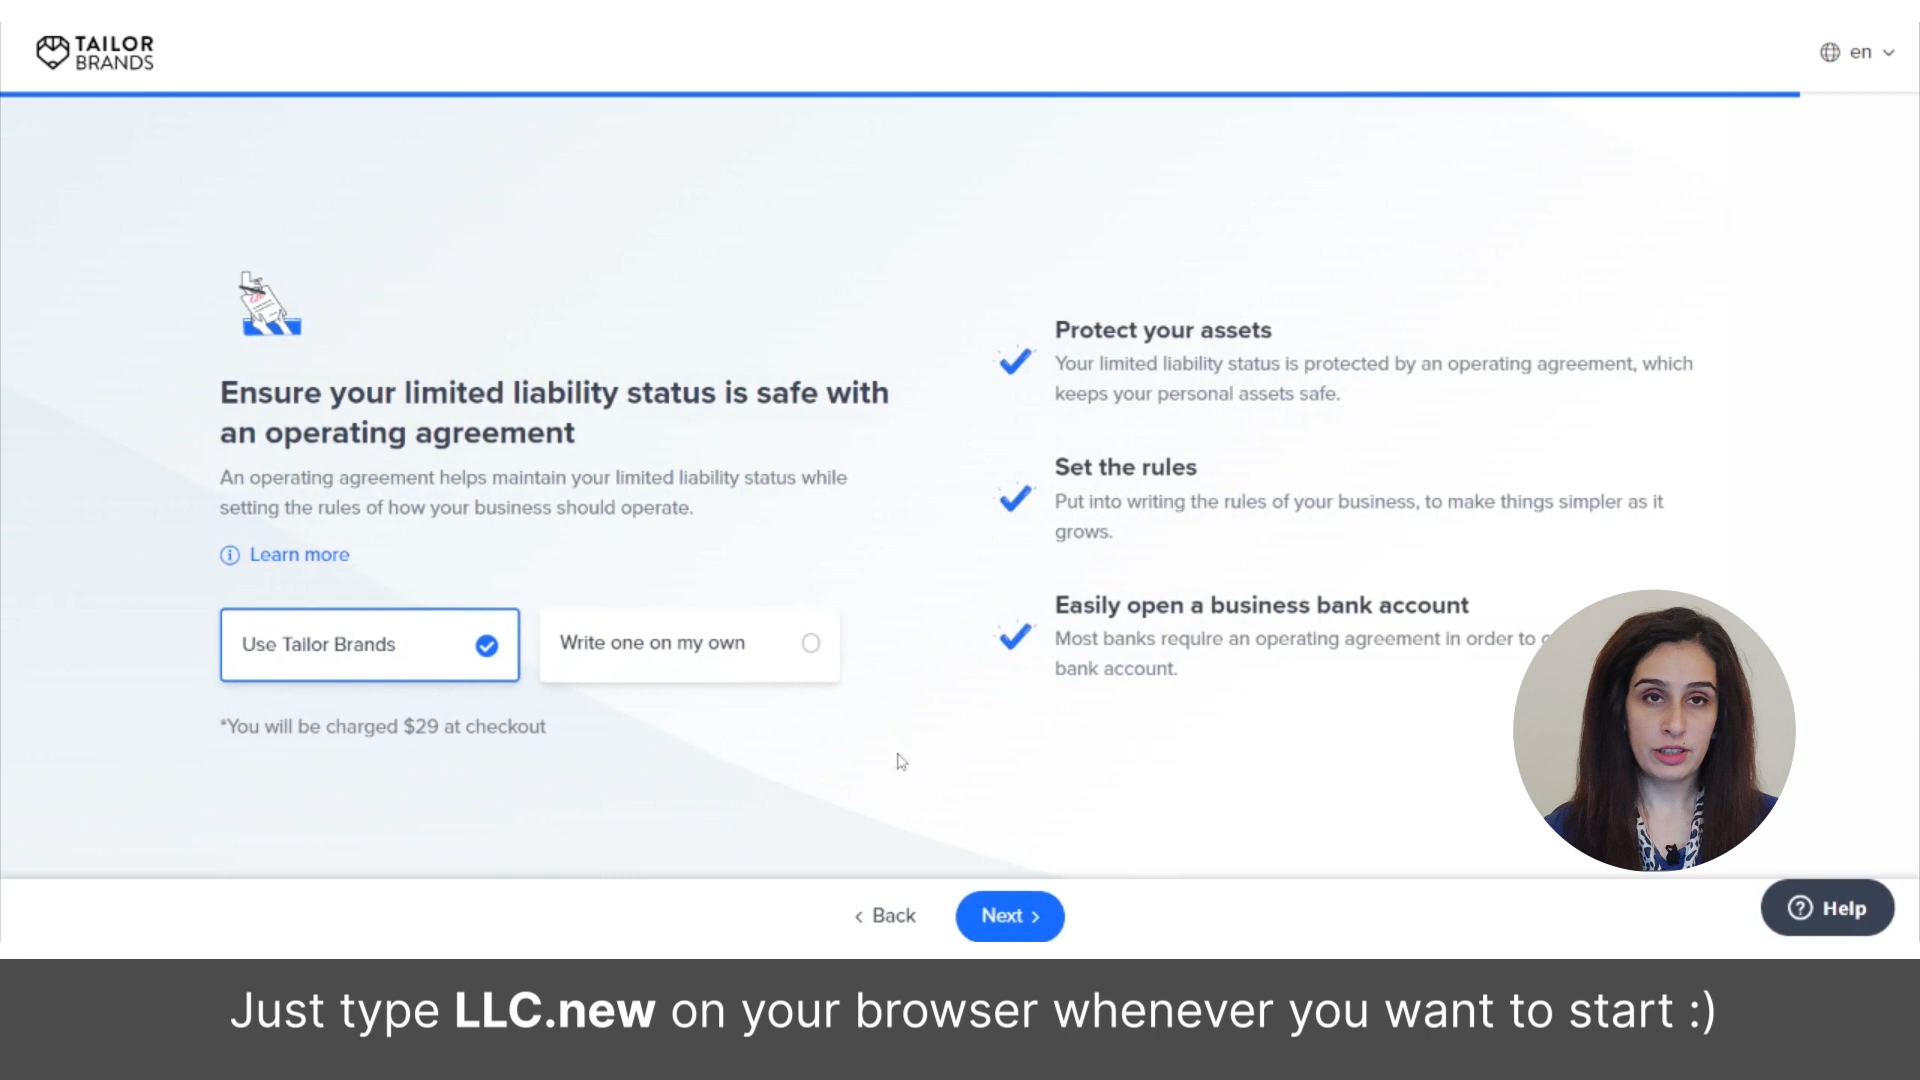 TAILOR
BRANDS
en
Ensure your limited liability status is safe with
an operating agreement
An operating agreement helps maintain your limited liability status while
setting the rules of how your business should operate.
Learn more
Use Tailor Brands
Write one on my own
*You will be charged $29 at checkout
Protect your assets
Your limited liability status is protected by an operating agreement, which
keeps your personal assets safe.
Set the rules
Put into writing the rules of your business, to make things simpler as it
grows.
Easily open a business bank account
Most banks require an operating agreement in order to
bank account.
Back
Next
Help
Just type LLC.new on your browser whenever you want to start :)